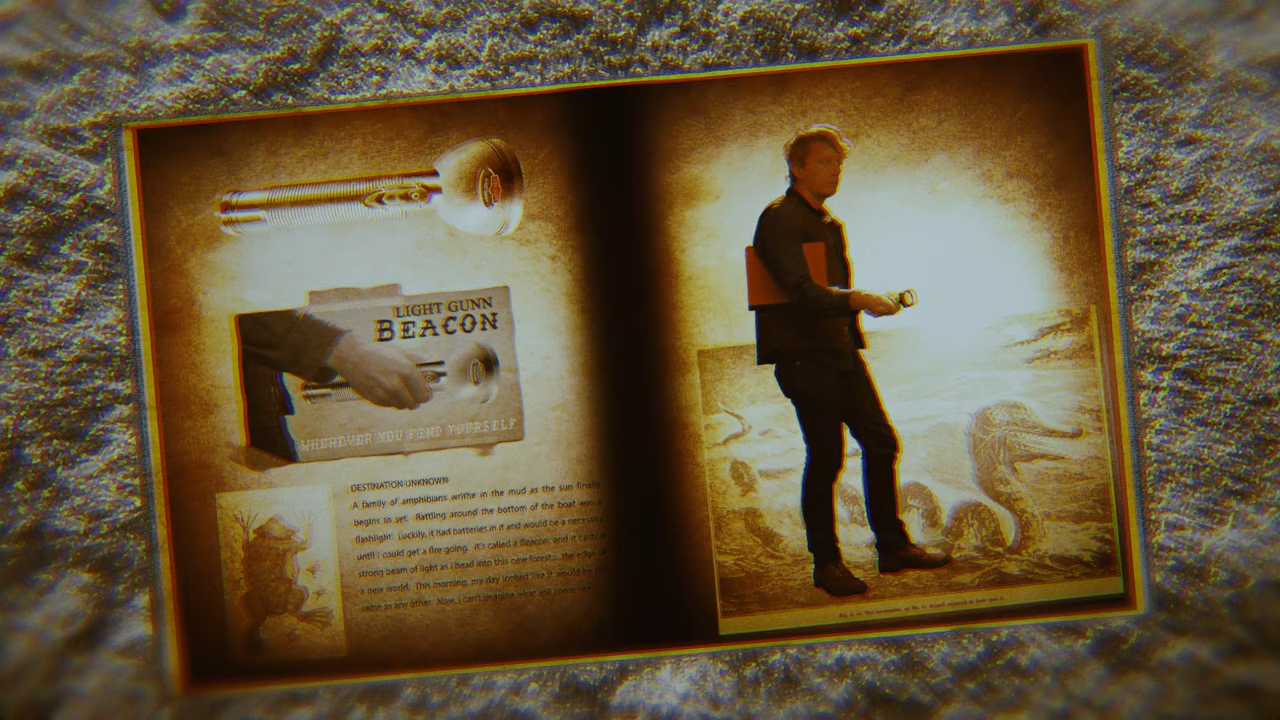 LIGHT GUNN
BEACON
WHEREVER YOU FIND YOURSELF
DESTINATION UNKNOWN
A family of amphibians writhe in the mud as the sun finally
begins to set. Rattling around the bottom of the boat was a
flashlight. Luckily, it had batteries in it and would be a necessity
until I could get a fire going. It's called a Beacon, and it casts a
strong beam of light as I head into this new forest... the edge of
a new world. This morning, my day looked like it would be the
same as any other. Now I can't imagine what will come